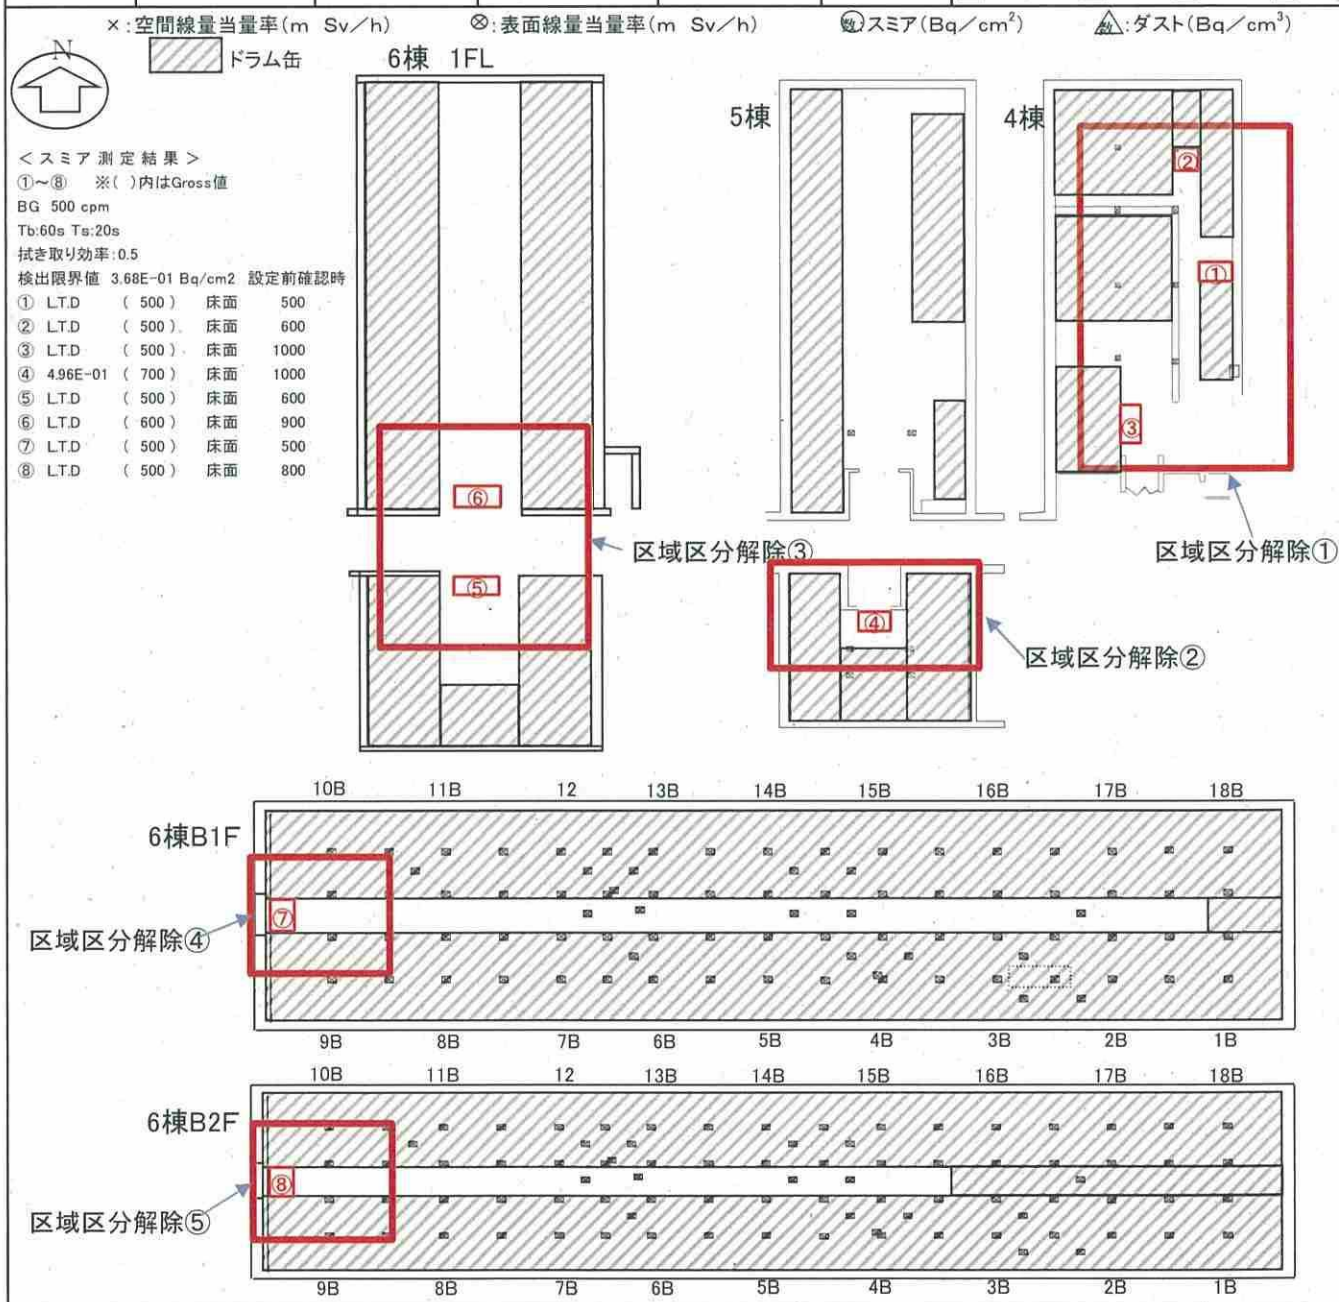 ×:空間線量当量率(m Sv/h) ⊗:表面線量当量率(m Sv/h) 数:スミア(Bq/cm²) 数:ダスト(Bq/cm³)
N
ドラム缶
6棟 1FL
5棟
4棟
<スミア測定結果>
①~⑧ ※( )内はGross値
BG 500 cpm
Tb:60s Ts:20s
拭き取り効率:0.5
検出限界値 3.68E-01 Bq/cm2 設定前確認時
① L.T.D ( 500 ) 床面 500
② L.T.D ( 500 ) 床面 600
③ L.T.D ( 500 ) 床面 1000
④ 4.96E-01 ( 700 ) 床面 1000
⑤ L.T.D ( 500 ) 床面 600
⑥ L.T.D ( 600 ) 床面 900
⑦ L.T.D ( 500 ) 床面 500
⑧ L.T.D ( 500 ) 床面 800
②
①
③
⑥
区域区分解除③
区域区分解除①
⑤
④
区域区分解除②
10B 11B 12 13B 14B 15B 16B 17B 18B
6棟B1F
⑦
区域区分解除④
9B 8B 7B 6B 5B 4B 3B 2B 1B
10B 11B 12 13B 14B 15B 16B 17B 18B
6棟B2F
⑧
区域区分解除⑤
9B 8B 7B 6B 5B 4B 3B 2B 1B